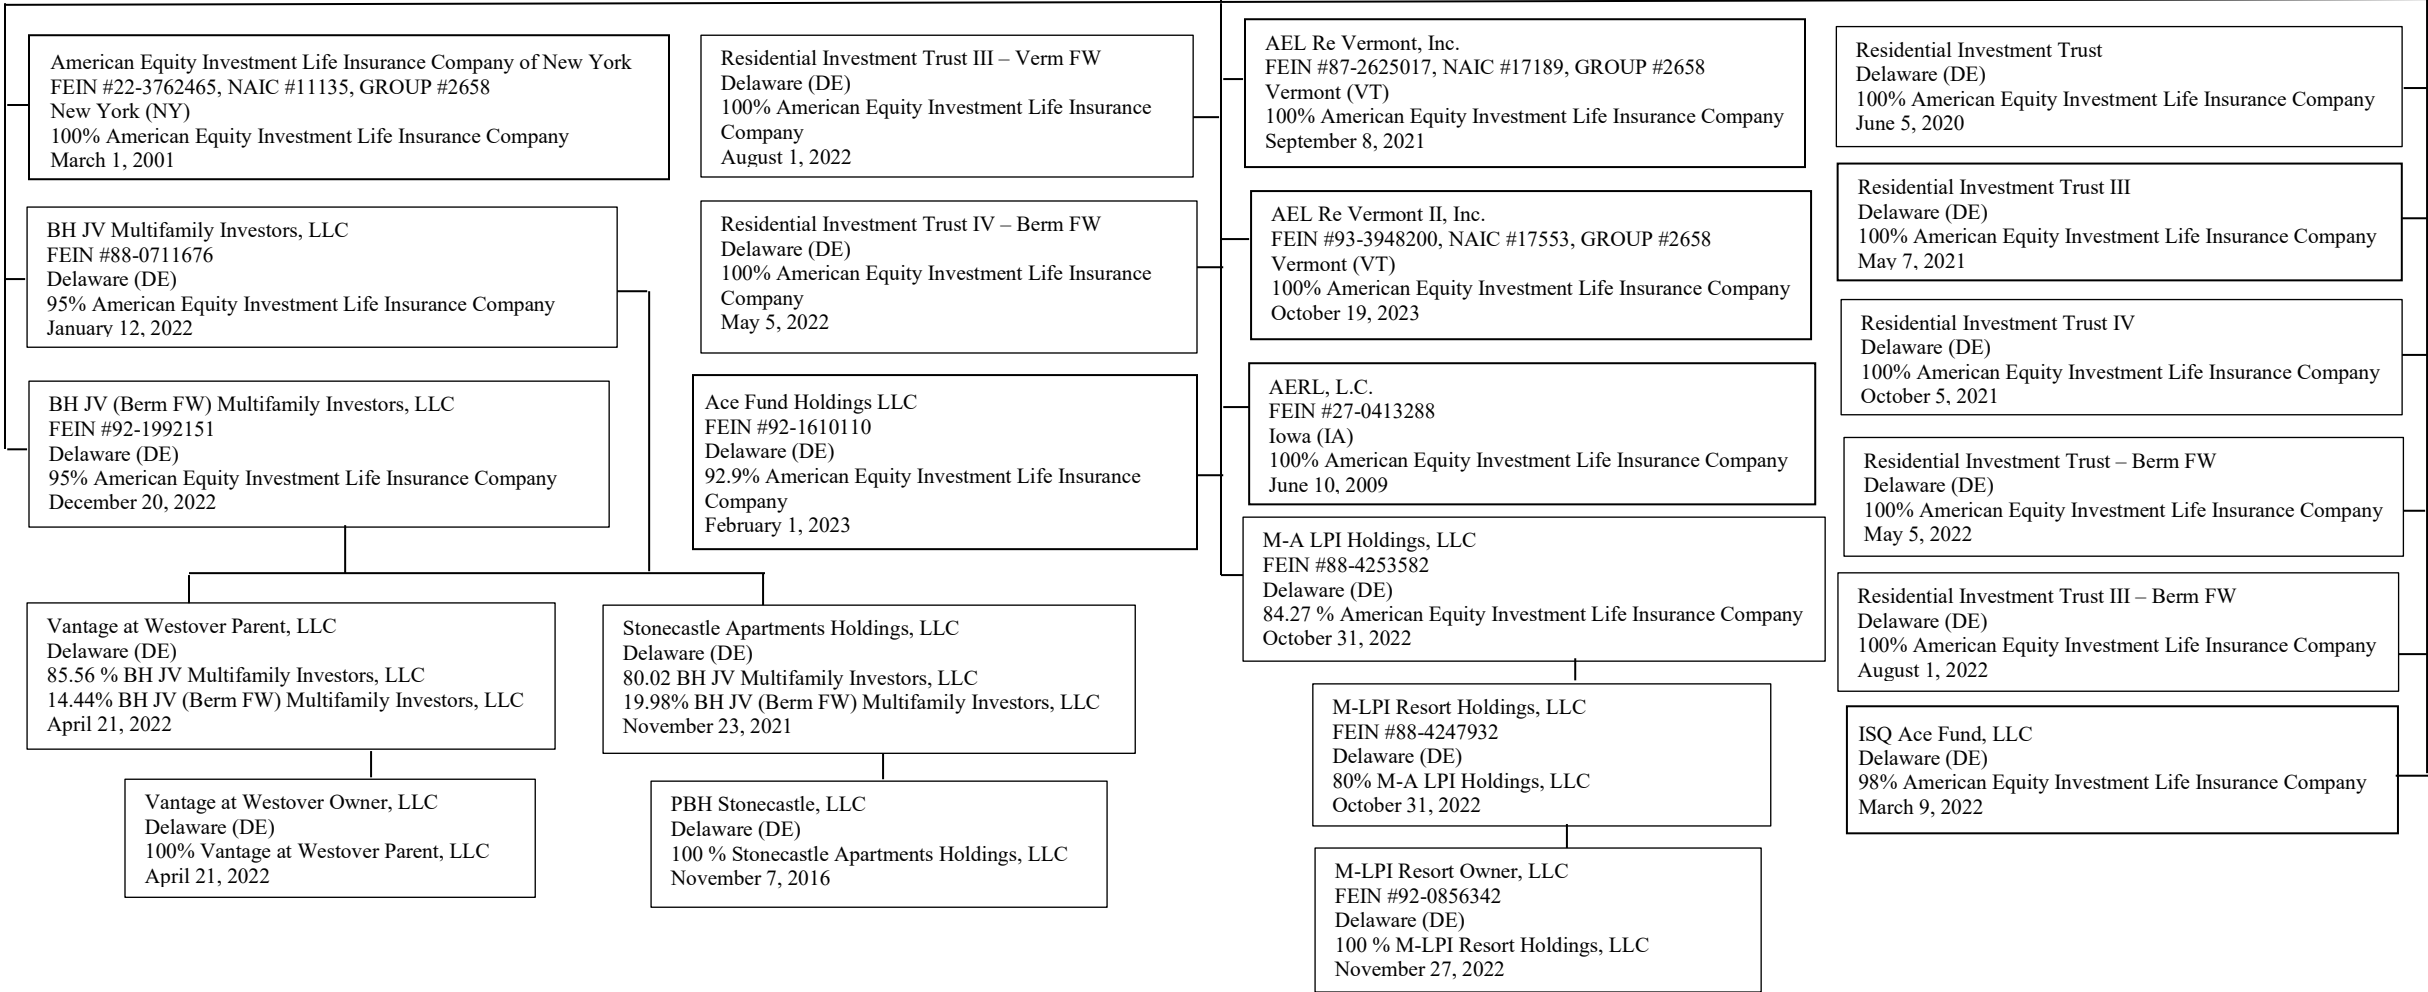 American Equity Investment Life Insurance Company of New York
FEIN #22-3762465, NAIC #11135, GROUP #2658
New York (NY)
100% American Equity Investment Life Insurance Company
March 1, 2001
BH JV Multifamily Investors, LLC
FEIN #88-0711676
Delaware (DE)
95% American Equity Investment Life Insurance Company
January 12, 2022
BH JV (Berm FW) Multifamily Investors, LLC
FEIN #92-1992151
Delaware (DE)
95% American Equity Investment Life Insurance Company
December 20, 2022
Vantage at Westover Parent, LLC
Delaware (DE)
85.56 % BH JV Multifamily Investors, LLC
14.44% BH JV (Berm FW) Multifamily Investors, LLC
April 21, 2022
Vantage at Westover Owner, LLC
Delaware (DE)
100% Vantage at Westover Parent, LLC
April 21, 2022
Residential Investment Trust III – Verm FW
Delaware (DE)
100% American Equity Investment Life Insurance
Company
August 1, 2022
Residential Investment Trust IV – Berm FW
Delaware (DE)
100% American Equity Investment Life Insurance
Company
May 5, 2022
Ace Fund Holdings LLC
FEIN #92-1610110
Delaware (DE)
92.9% American Equity Investment Life Insurance
Company
February 1, 2023
Stonecastle Apartments Holdings, LLC
Delaware (DE)
80.02 BH JV Multifamily Investors, LLC
19.98% BH JV (Berm FW) Multifamily Investors, LLC
November 23, 2021
PBH Stonecastle, LLC
Delaware (DE)
100 % Stonecastle Apartments Holdings, LLC
November 7, 2016
AEL Re Vermont, Inc.
FEIN #87-2625017, NAIC #17189, GROUP #2658
Vermont (VT)
100% American Equity Investment Life Insurance Company
September 8, 2021
AEL Re Vermont II, Inc.
FEIN #93-3948200, NAIC #17553, GROUP #2658
Vermont (VT)
100% American Equity Investment Life Insurance Company
October 19, 2023
AERL, L.C.
FEIN #27-0413288
Iowa (IA)
100% American Equity Investment Life Insurance Company
June 10, 2009
M-A LPI Holdings, LLC
FEIN #88-4253582
Delaware (DE)
84.27 % American Equity Investment Life Insurance Company
October 31, 2022
M-LPI Resort Holdings, LLC
FEIN #88-4247932
Delaware (DE)
80% M-A LPI Holdings, LLC
October 31, 2022
M-LPI Resort Owner, LLC
FEIN #92-0856342
Delaware (DE)
100 % M-LPI Resort Holdings, LLC
November 27, 2022
Residential Investment Trust
Delaware (DE)
100% American Equity Investment Life Insurance Company
June 5, 2020
Residential Investment Trust III
Delaware (DE)
100% American Equity Investment Life Insurance Company
May 7, 2021
Residential Investment Trust IV
Delaware (DE)
100% American Equity Investment Life Insurance Company
October 5, 2021
Residential Investment Trust – Berm FW
Delaware (DE)
100% American Equity Investment Life Insurance Company
May 5, 2022
Residential Investment Trust III – Berm FW
Delaware (DE)
100% American Equity Investment Life Insurance Company
August 1, 2022
ISQ Ace Fund, LLC
Delaware (DE)
98% American Equity Investment Life Insurance Company
March 9, 2022